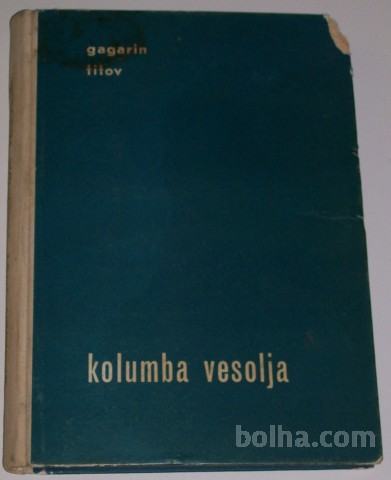 gagarin
titov
kolumba vesolja
bolha.com